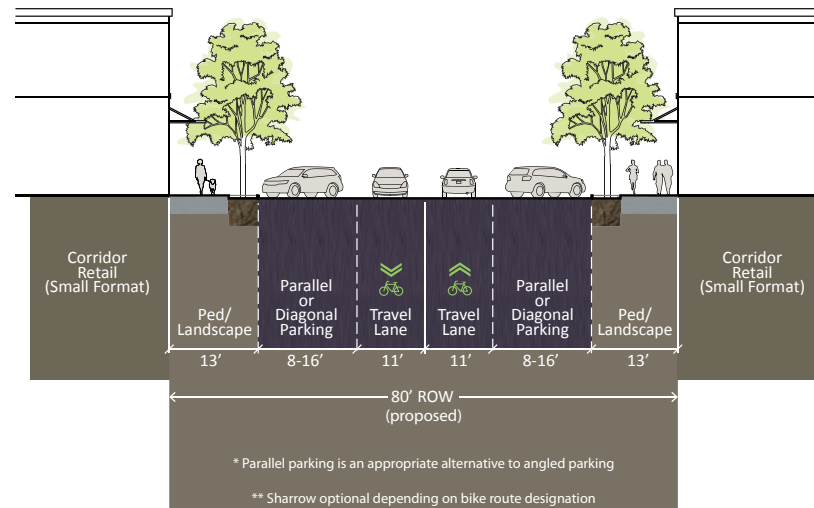 Corridor
Retail
(Small Format)
Ped/
Landscape
Parallel
or
Diagonal
Parking
Travel
Lane
Travel
Lane
Parallel
or
Diagonal
Parking
Ped/
Landscape
Corridor
Retail
(Small Format)
13’
8-16’
11’
11’
8-16’
13’
80’ ROW
(proposed)
* Parallel parking is an appropriate alternative to angled parking
** Sharrow optional depending on bike route designation